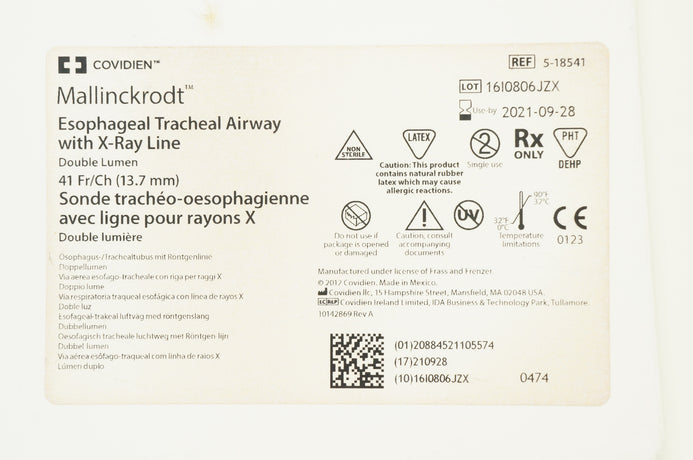 COVIDIEN™
Mallinckrodt™
Esophageal Tracheal Airway
with X-Ray Line
Double Lumen
41 Fr/Ch (13.7 mm)
Sonde trachéo-oesophagienne
avec ligne pour rayons X
Double lumière
Ösophagus-/Trachealtubus mit Röntgenlinie
Doppellumen
Via aerea esofago-tracheale con riga per raggi X
Doppio lume
Vía respiratoria traqueal esofágica con línea de rayos X
Doble luz
Esofageal-trakeal luftväg med röntgenslang
Dubbellumen
Oesofagisch tracheale luchtweg met Röntgen lijn
Dubbel lumen
Via aérea esôfago-traqueal com linha de raios X
Lúmen duplo
REF 5-18541
LOT 16I0806JZX
Use-by 2021-09-28
NON
STERILE
LATEX
Caution: This product
contains natural rubber
latex which may cause
allergic reactions.
2
Single use
Rx
ONLY
PHT
DEHP
Do not use if
package is opened
or damaged
Caution, consult
accompanying
documents
UV
32°F
0°C
90°F
32°C
Temperature
limitations
CE
0123
Manufactured under license of Frass and Frenzer.
© 2012 Covidien. Made in Mexico.
Covidien llc, 15 Hampshire Street, Mansfield, MA 02048 USA.
EC REP Covidien Ireland Limited, IDA Business & Technology Park, Tullamore.
10142869 Rev A
(01)20884521105574
(17)210928
(10)16I0806JZX
0474